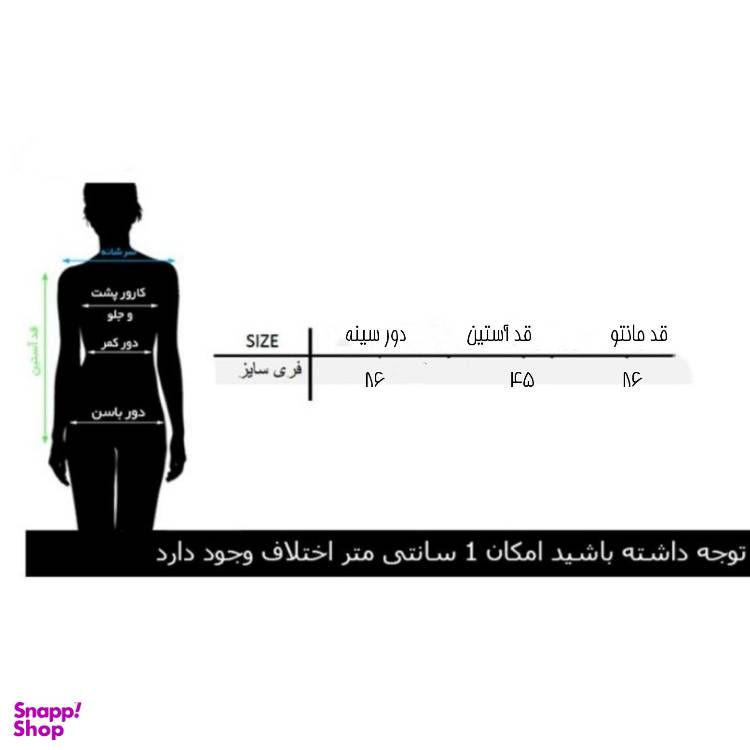 سرشانه
کارور پشت
و جلو
دور کمر
دور باسن
قد آستین
SIZE دور سینه قد آستین قد مانتو
فری سایز ۸۶ ۴۵ ۸۶
توجه داشته باشید امکان 1 سانتی متر اختلاف وجود دارد
Snapp!
Shop